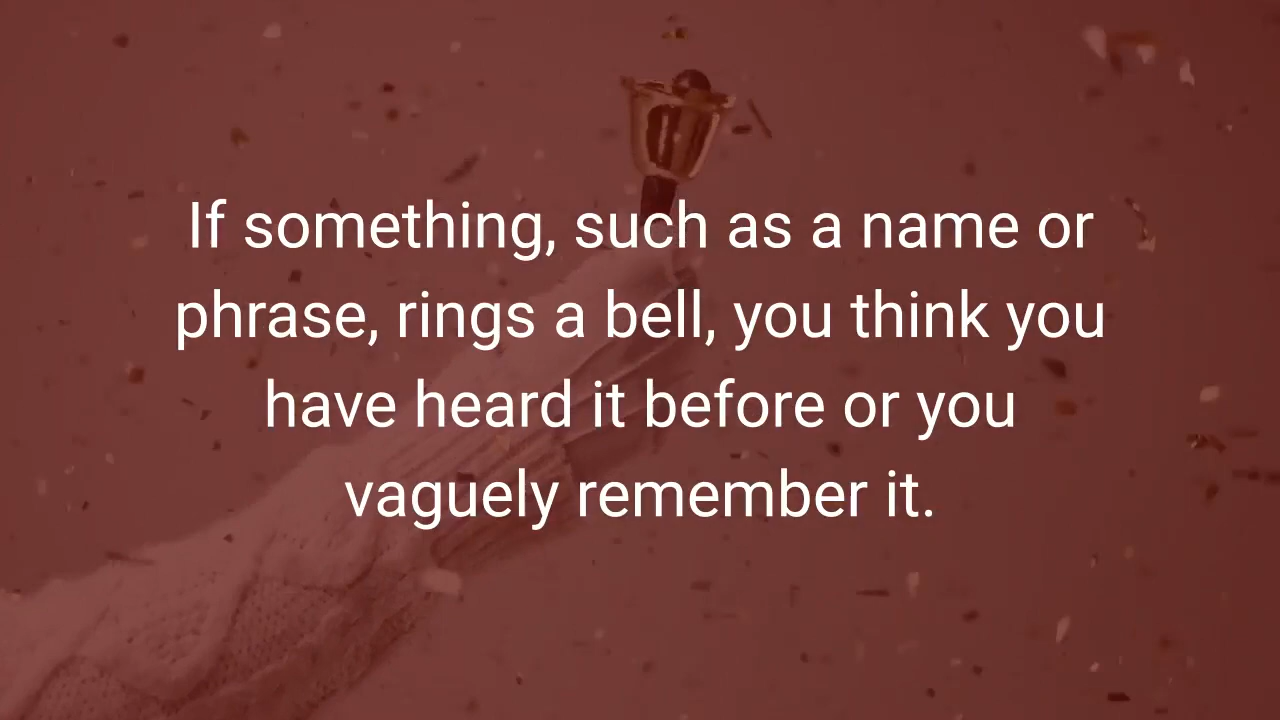 If something, such as a name or
phrase, rings a bell, you think you
have heard it before or you
vaguely remember it.